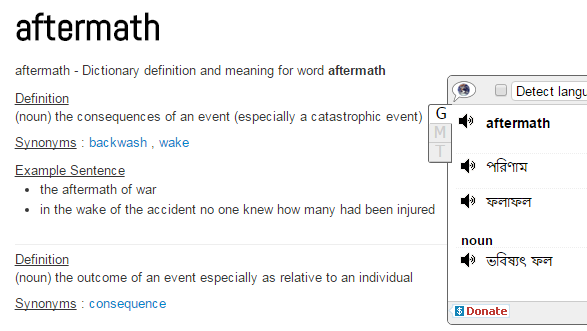 aftermath
aftermath - Dictionary definition and meaning for word aftermath
Definition
(noun) the consequences of an event (especially a catastrophic event)
Synonyms : backwash , wake
Example Sentence
• the aftermath of war
• in the wake of the accident no one knew how many had been injured
Definition
(noun) the outcome of an event especially as relative to an individual
Synonyms : consequence
Detect langu
G
M
T
aftermath
পরিণাম
ফলাফল
noun
ভবিষ্যৎ ফল
$ Donate